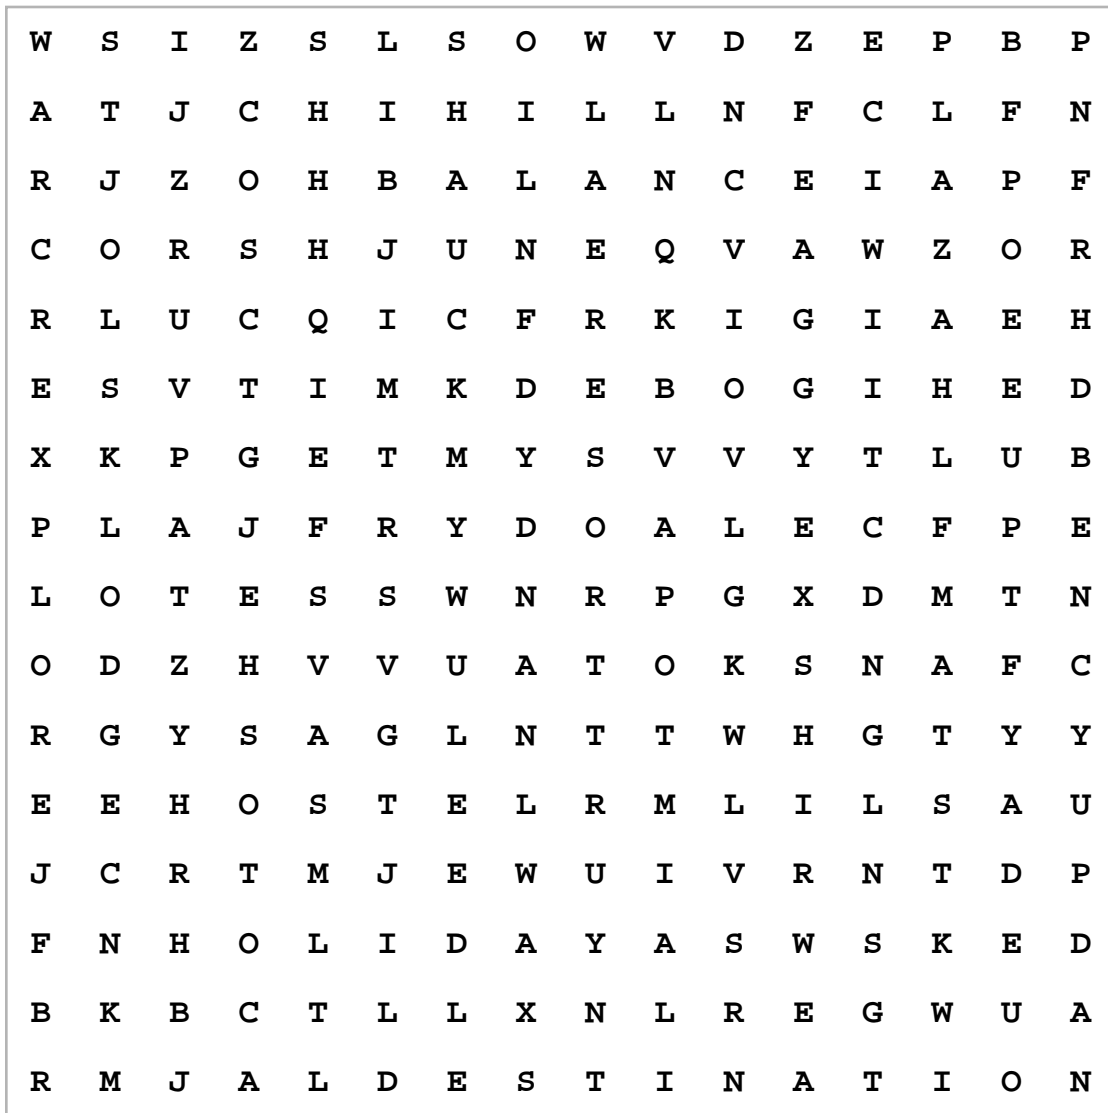 W S I Z S L S O W V D Z E P B P
A T J C H I H I L L N F C L F N
R J Z O H B A L A N C E I A P F
C O R S H J U N E Q V A W Z O R
R L U C Q I C F R K I G I A E H
E S V T I M K D E B O G I H E D
X K P G E T M Y S V V Y T L U B
P L A J F R Y D O A L E C F P E
L O T E S S W N R P G X D M T N
O D Z H V V U A T O K S N A F C
R G Y S A G L N T T W H G T Y Y
E E H O S T E L R M L I L S A U
J C R T M J E W U I V R N T D P
F N H O L I D A Y A S W S K E D
B K B C T L L X N L R E G W U A
R M J A L D E S T I N A T I O N